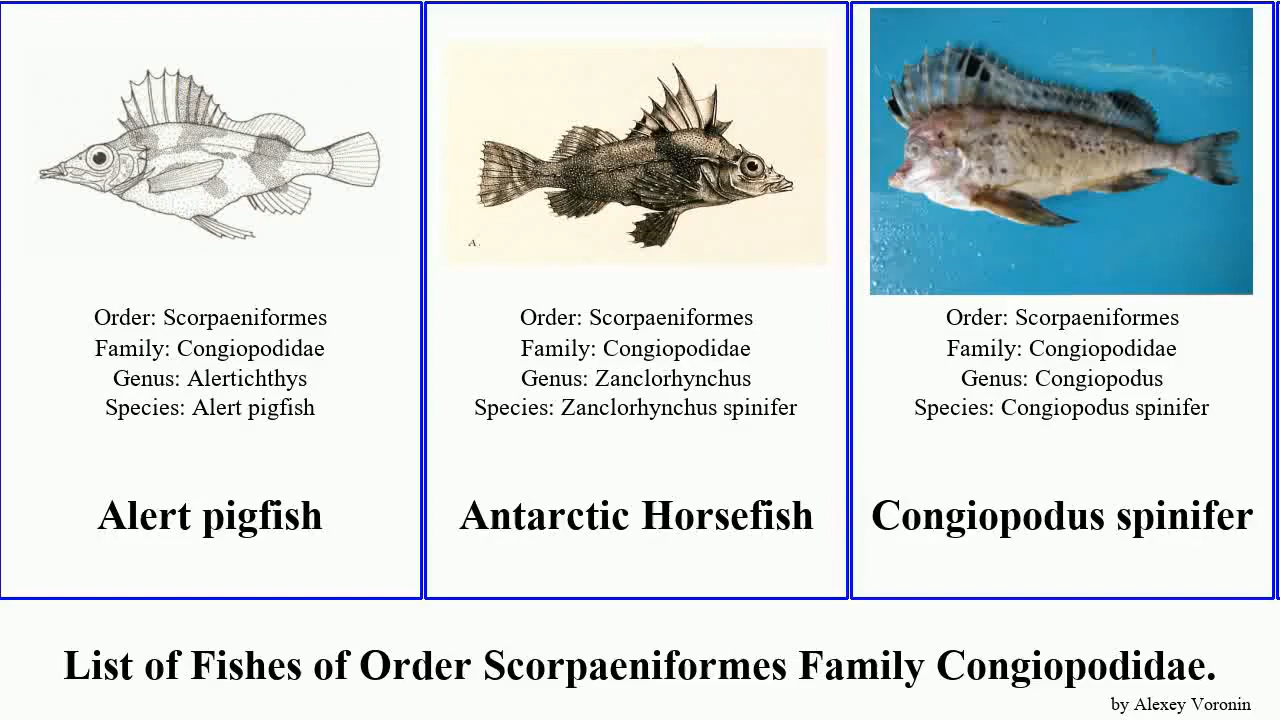 A.
Order: Scorpaeniformes
Family: Congiopodidae
Genus: Alertichthys
Species: Alert pigfish
Alert pigfish
Order: Scorpaeniformes
Family: Congiopodidae
Genus: Zanclorhynchus
Species: Zanclorhynchus spinifer
Antarctic Horsefish
Order: Scorpaeniformes
Family: Congiopodidae
Genus: Congiopodus
Species: Congiopodus spinifer
Congiopodus spinifer
List of Fishes of Order Scorpaeniformes Family Congiopodidae.
by Alexey Voronin